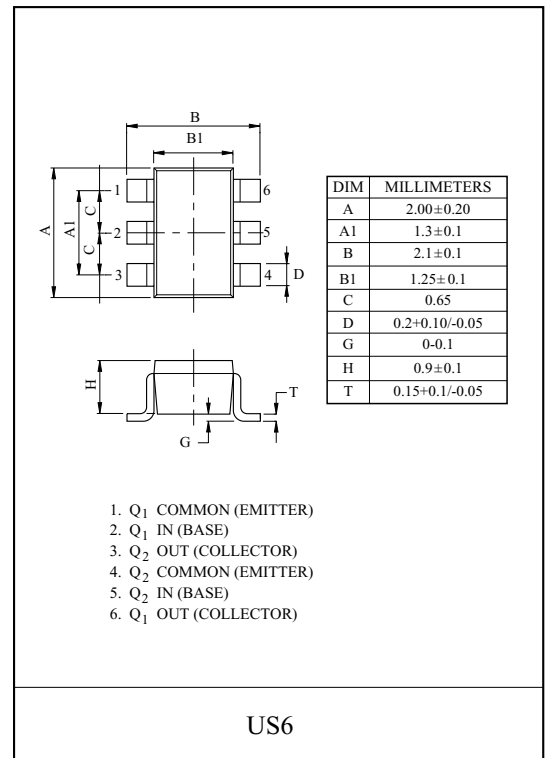 B
B1
1
6
A
A1
C
2
5
C
3
4
D
DIM MILLIMETERS
A 2.00±0.20
A1 1.3±0.1
B 2.1±0.1
B1 1.25±0.1
C 0.65
D 0.2+0.10/-0.05
G 0-0.1
H 0.9±0.1
T 0.15+0.1/-0.05
H
T
G
1. Q1 COMMON (EMITTER)
2. Q1 IN (BASE)
3. Q2 OUT (COLLECTOR)
4. Q2 COMMON (EMITTER)
5. Q2 IN (BASE)
6. Q1 OUT (COLLECTOR)
US6